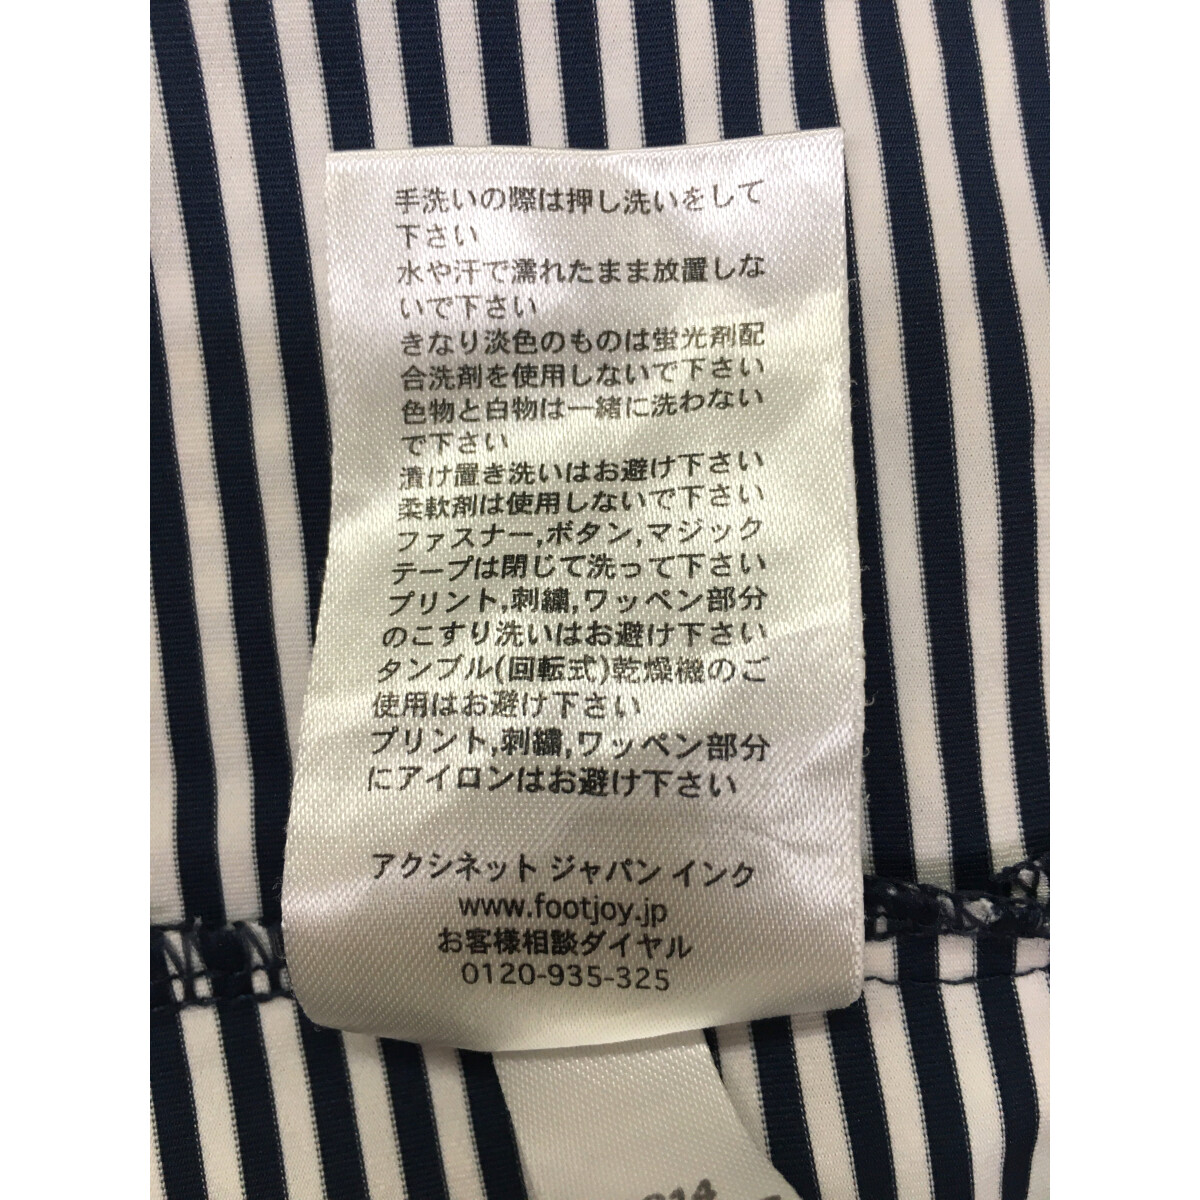 手洗いの際は押し洗いをして
下さい
水や汗で濡れたまま放置しな
いで下さい
きなり淡色のものは蛍光剤配
合洗剤を使用しないで下さい
色物と白物は一緒に洗わない
で下さい
漬け置き洗いはお避け下さい
柔軟剤は使用しないで下さい
ファスナー,ボタン,マジック
テープは閉じて洗って下さい
プリント,刺繍,ワッペン部分
のこすり洗いはお避け下さい
タンブル(回転式)乾燥機のご
使用はお避け下さい
プリント,刺繍,ワッペン部分
にアイロンはお避け下さい
アクシネット ジャパン インク
www.footjoy.jp
お客様相談ダイヤル
0120-935-325